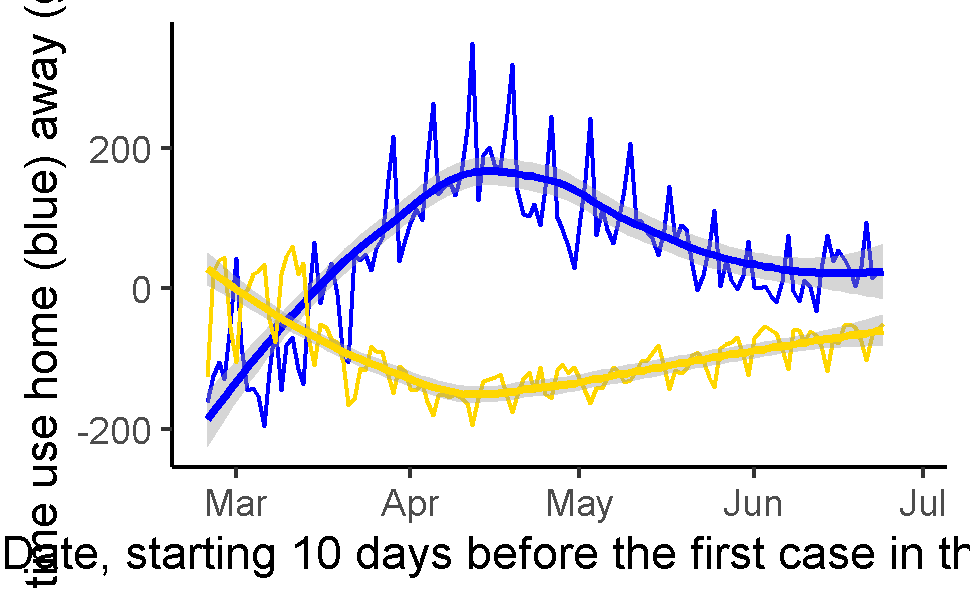 time use home (blue) away (
200
0
-200
Mar Apr May Jun Jul
Date, starting 10 days before the first case in th